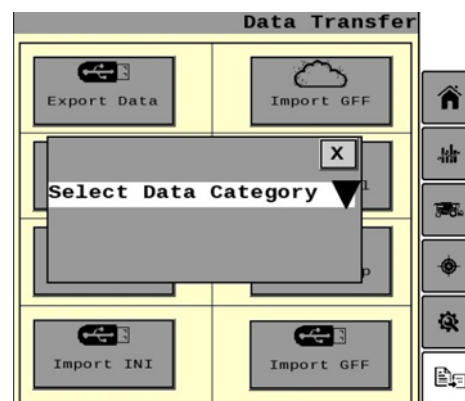 Data Transfer
Export Data
Import GFF
X
Select Data Category
Import INI
Import GFF